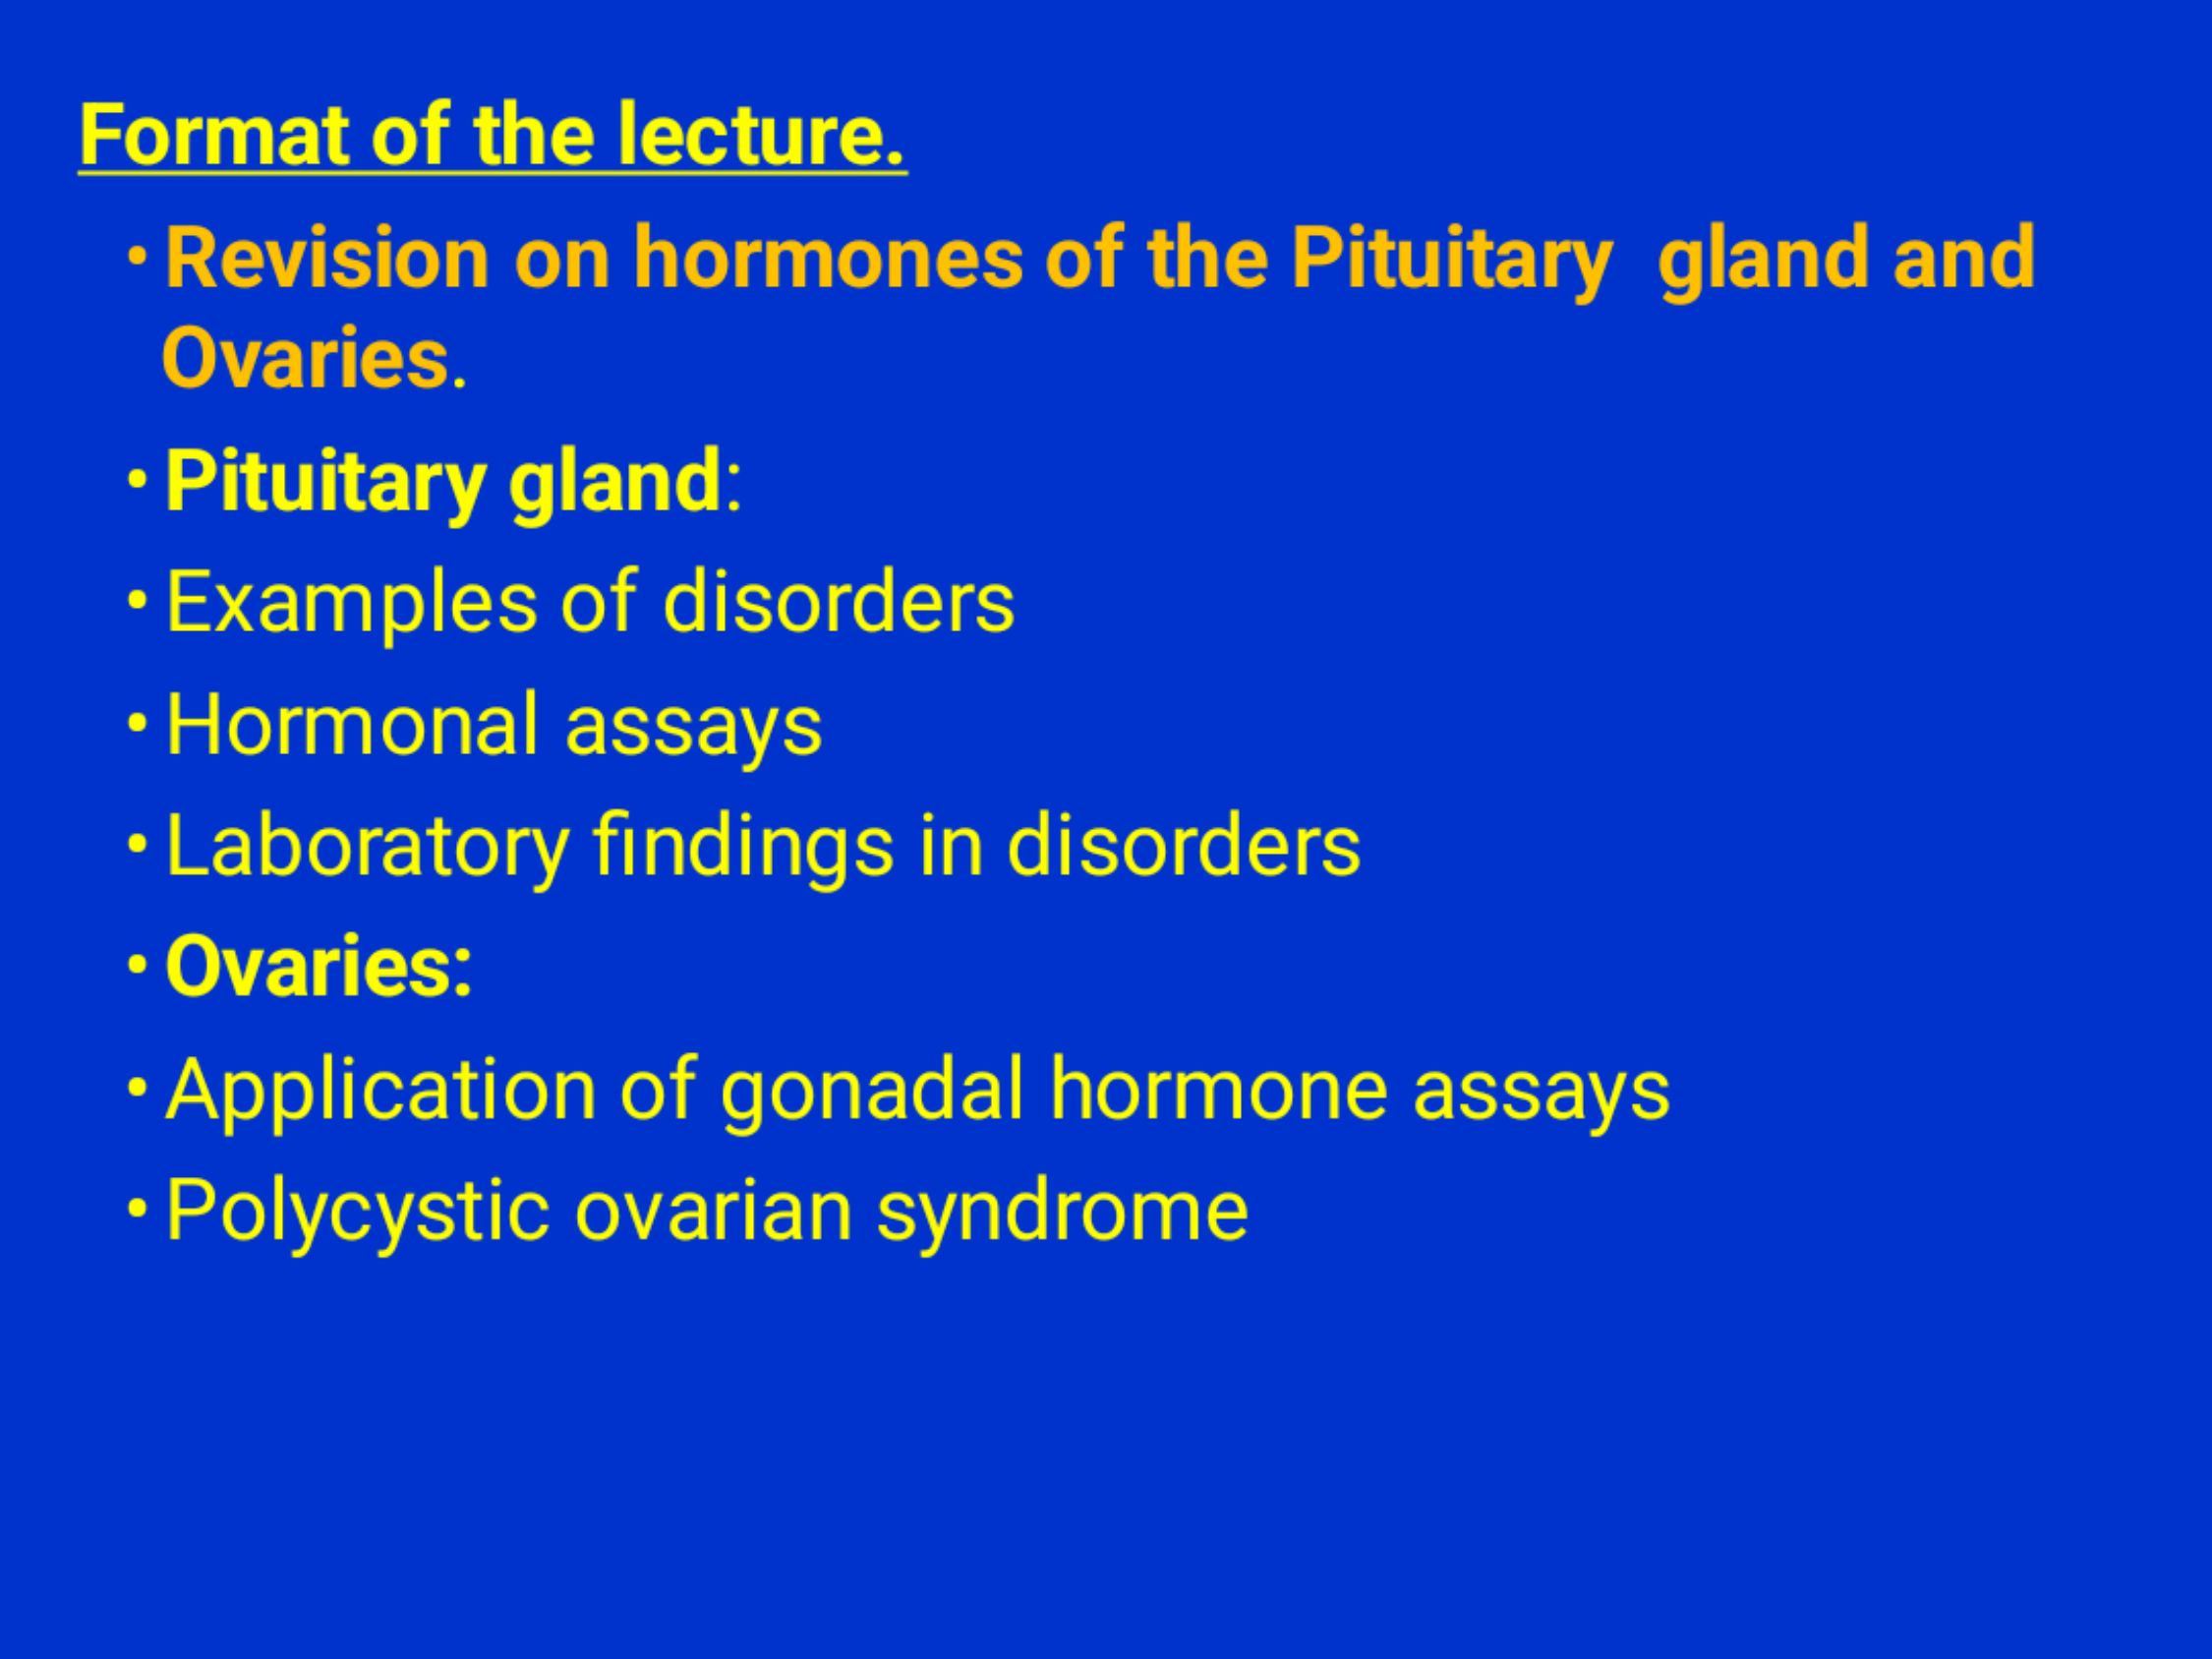 Format of the lecture.
• Revision on hormones of the Pituitary  gland and
Ovaries.
• Pituitary gland:
• Examples of disorders
• Hormonal assays
• Laboratory findings in disorders
• Ovaries:
• Application of gonadal hormone assays
• Polycystic ovarian syndrome